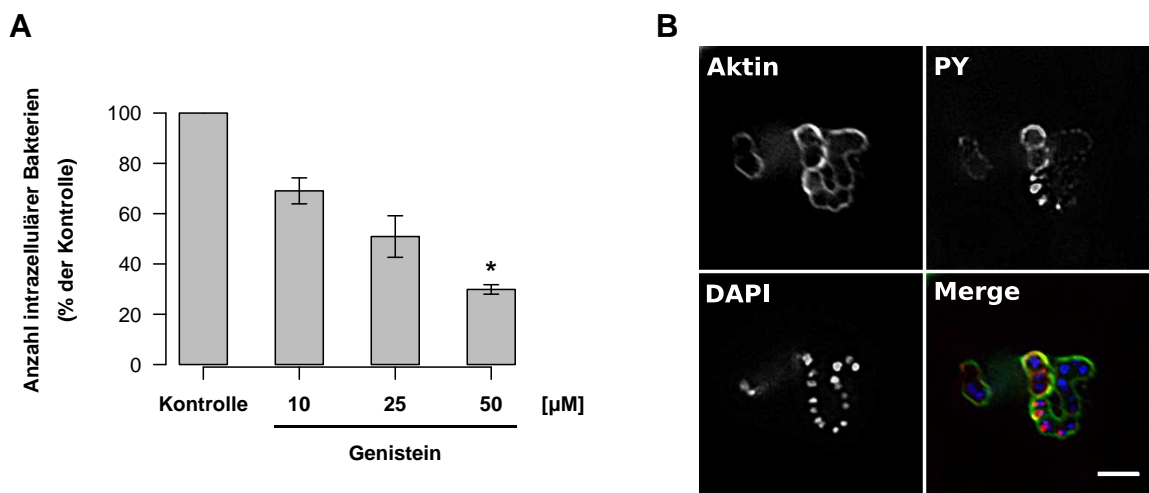 A
Anzahl intrazellulärer Bakterien
(% der Kontrolle)
100
80
60
40
20
0
*
Kontrolle 10 25 50 [µM]
Genistein
B
Aktin
PY
DAPI
Merge